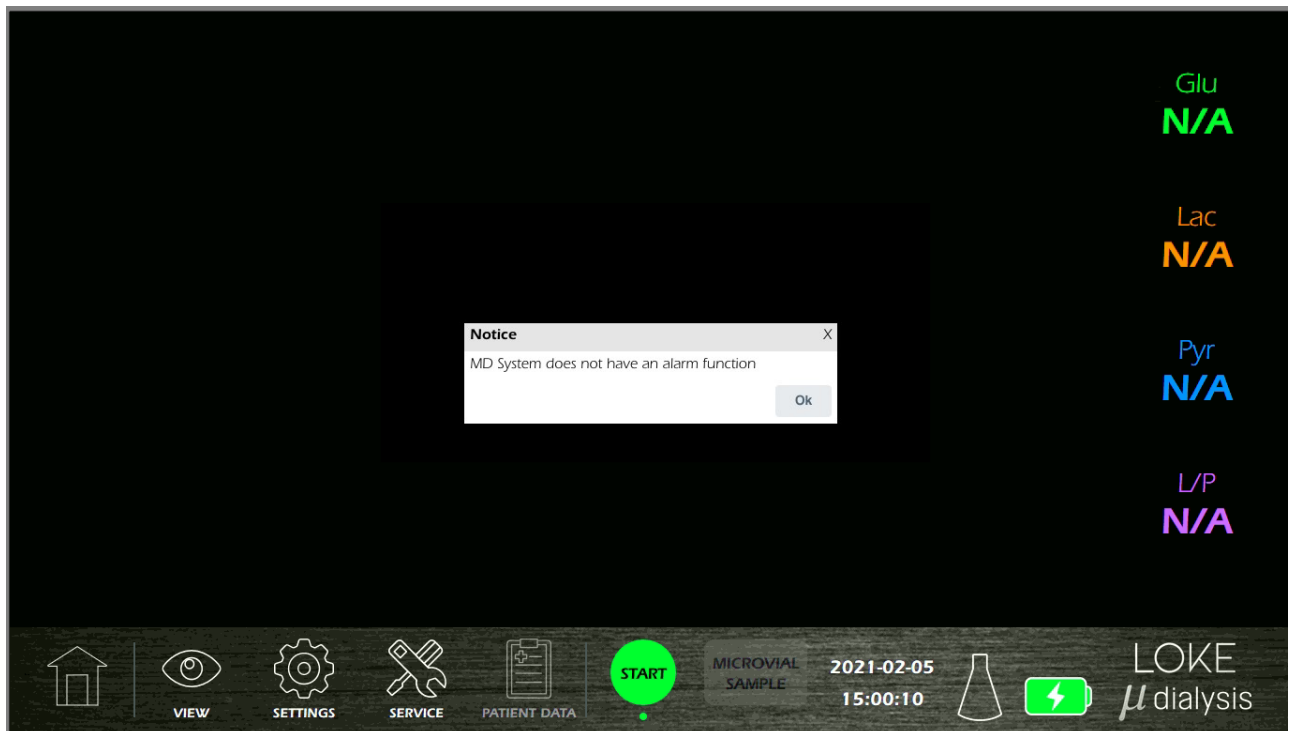 Glu
N/A
Lac
N/A
Notice X
MD System does not have an alarm function
Ok
Pyr
N/A
L/P
N/A
VIEW
SETTINGS
SERVICE
PATIENT DATA
START
MICROVIAL
SAMPLE
2021-02-05
15:00:10
LOKE
μ dialysis